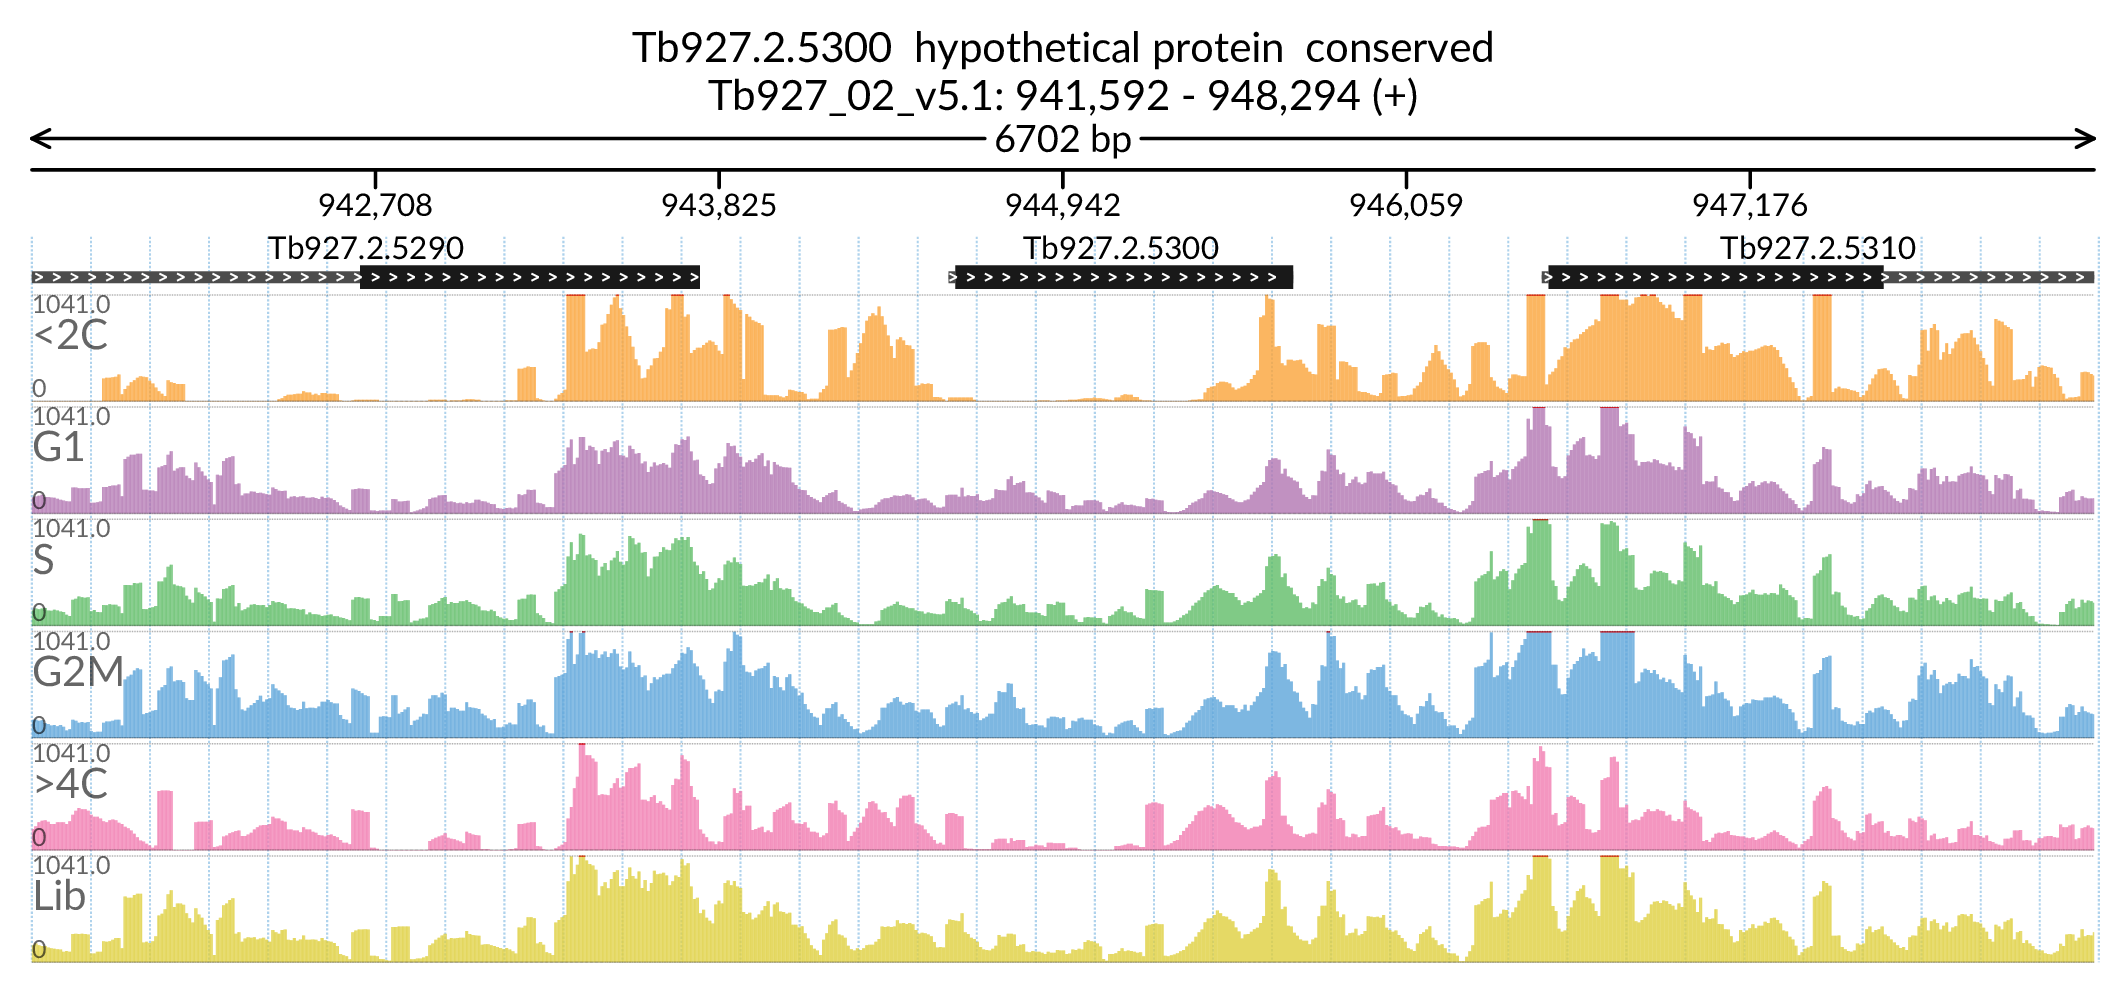 Tb927.2.5300  hypothetical protein  conserved
Tb927_02_v5.1: 941,592 - 948,294 (+)
6702 bp
942,708 943,825 944,942 946,059 947,176
Tb927.2.5290 Tb927.2.5300 Tb927.2.5310
1041.0
<2C
0
1041.0
G1
0
1041.0
S
0
1041.0
G2M
0
1041.0
>4C
0
1041.0
Lib
0